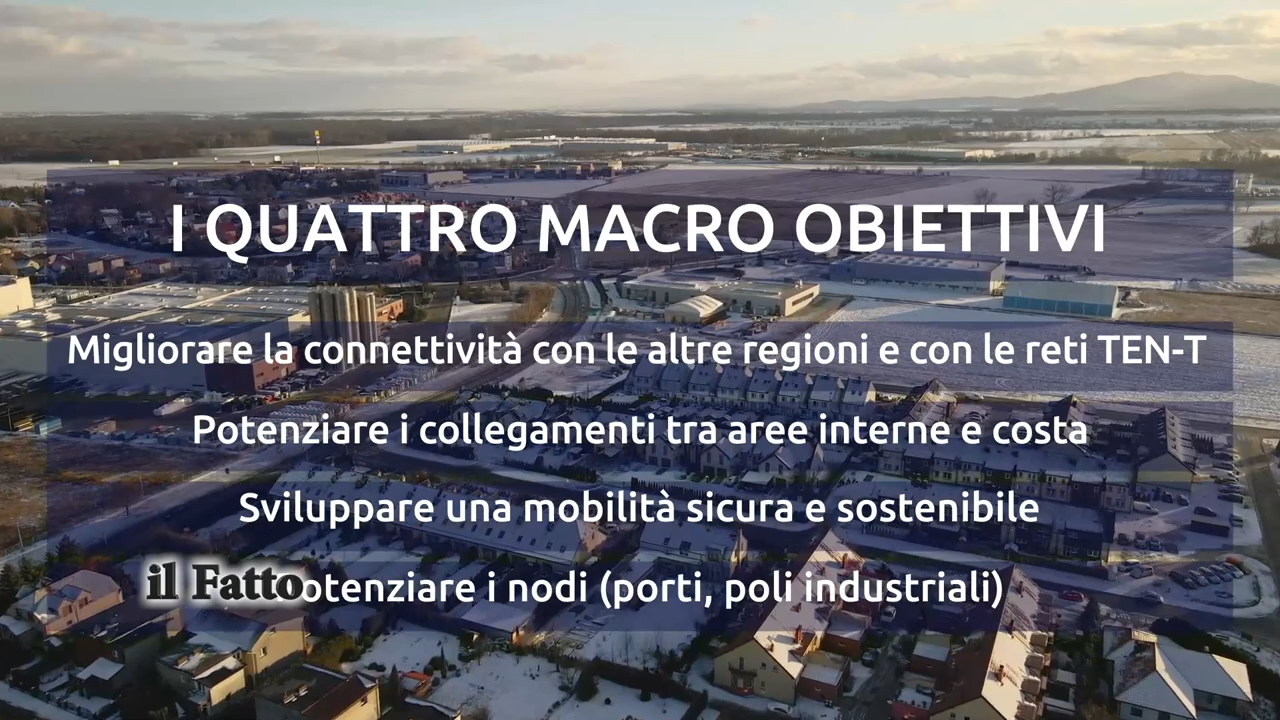 I QUATTRO MACRO OBIETTIVI
Migliorare la connettività con le altre regioni e con le reti TEN-T
Potenziare i collegamenti tra aree interne e costa
Sviluppare una mobilità sicura e sostenibile
il Fatto
otenziare i nodi (porti, poli industriali)